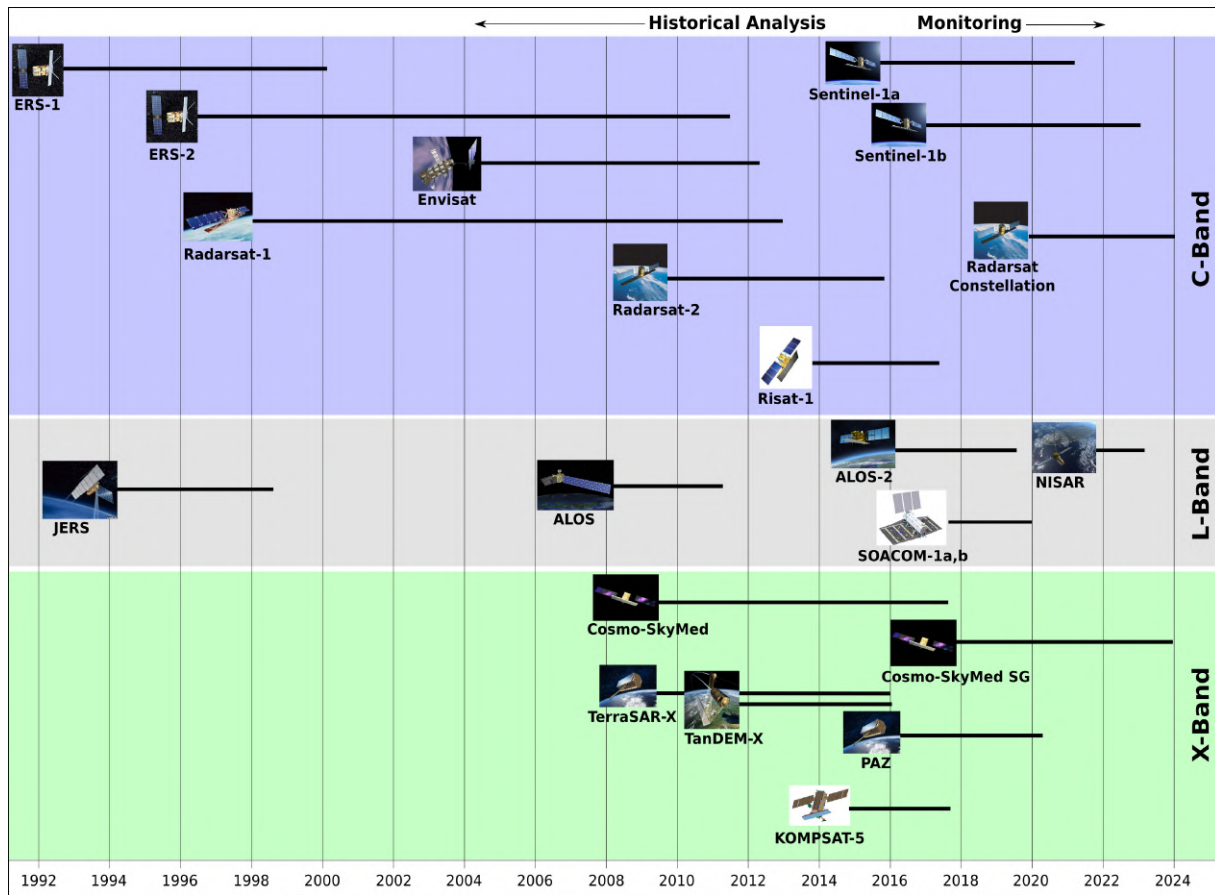 Historical Analysis Monitoring
ERS-1
Sentinel-1a
ERS-2
Sentinel-1b
Envisat
Radarsat-1
Radarsat
Constellation
Radarsat-2
Risat-1
C-Band
ALOS-2
NISAR
JERS
ALOS
SOACOM-1a,b
L-Band
Cosmo-SkyMed
Cosmo-SkyMed SG
TerraSAR-X
TanDEM-X
PAZ
KOMPSAT-5
X-Band
1992 1994 1996 1998 2000 2002 2004 2006 2008 2010 2012 2014 2016 2018 2020 2022 2024